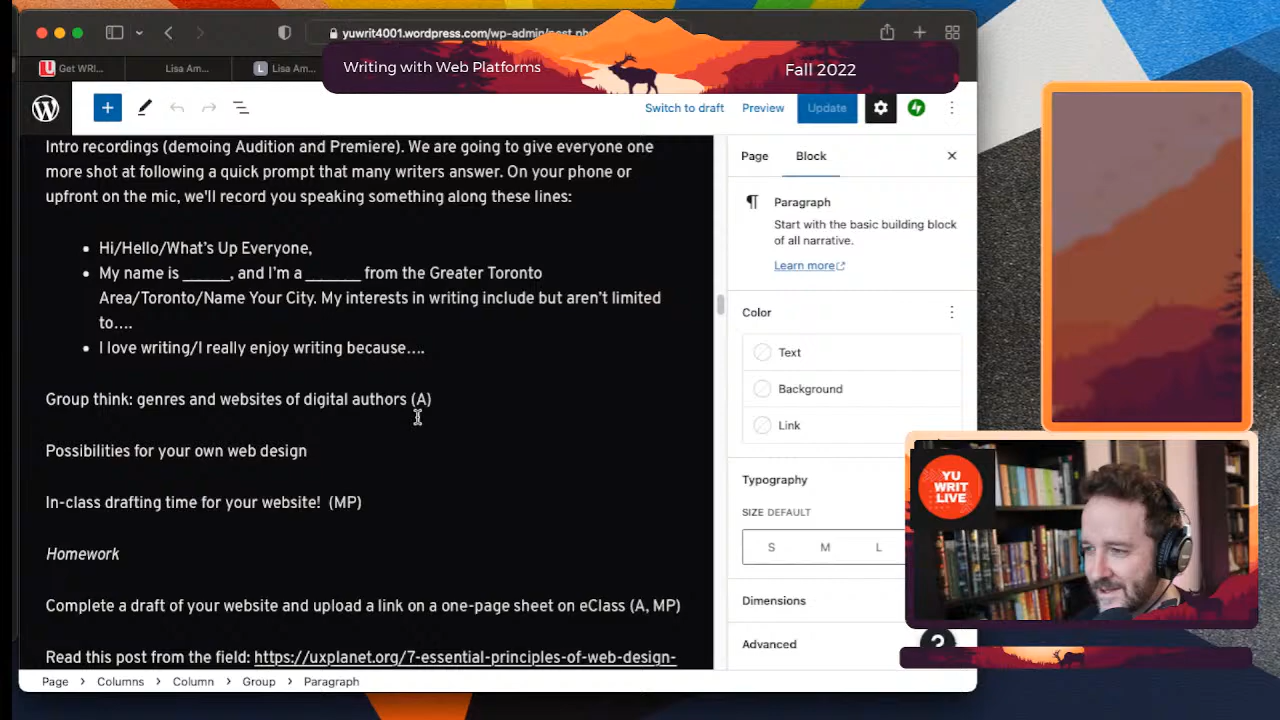 yuwrit4001.wordpress.com/wp-admin/post.ph
Writing with Web Platforms
Fall 2022
Get WRI...
Lisa Am...
L Lisa Am...
Switch to draft
Preview
Update
Intro recordings (demoing Audition and Premiere). We are going to give everyone one
more shot at following a quick prompt that many writers answer. On your phone or
upfront on the mic, we'll record you speaking something along these lines:
• Hi/Hello/What's Up Everyone,
• My name is ______, and I'm a _______ from the Greater Toronto
Area/Toronto/Name Your City. My interests in writing include but aren't limited
to….
• I love writing/I really enjoy writing because….
Group think: genres and websites of digital authors (A)
Possibilities for your own web design
In-class drafting time for your website!  (MP)
Homework
Complete a draft of your website and upload a link on a one-page sheet on eClass (A, MP)
Read this post from the field: https://uxplanet.org/7-essential-principles-of-web-design-
Page
Columns
Column
Group
Paragraph
Page
Block
Paragraph
Start with the basic building block
of all narrative.
Learn more
Color
Text
Background
Link
Typography
SIZE DEFAULT
S
M
L
Dimensions
Advanced
?
YU
WRIT
LIVE